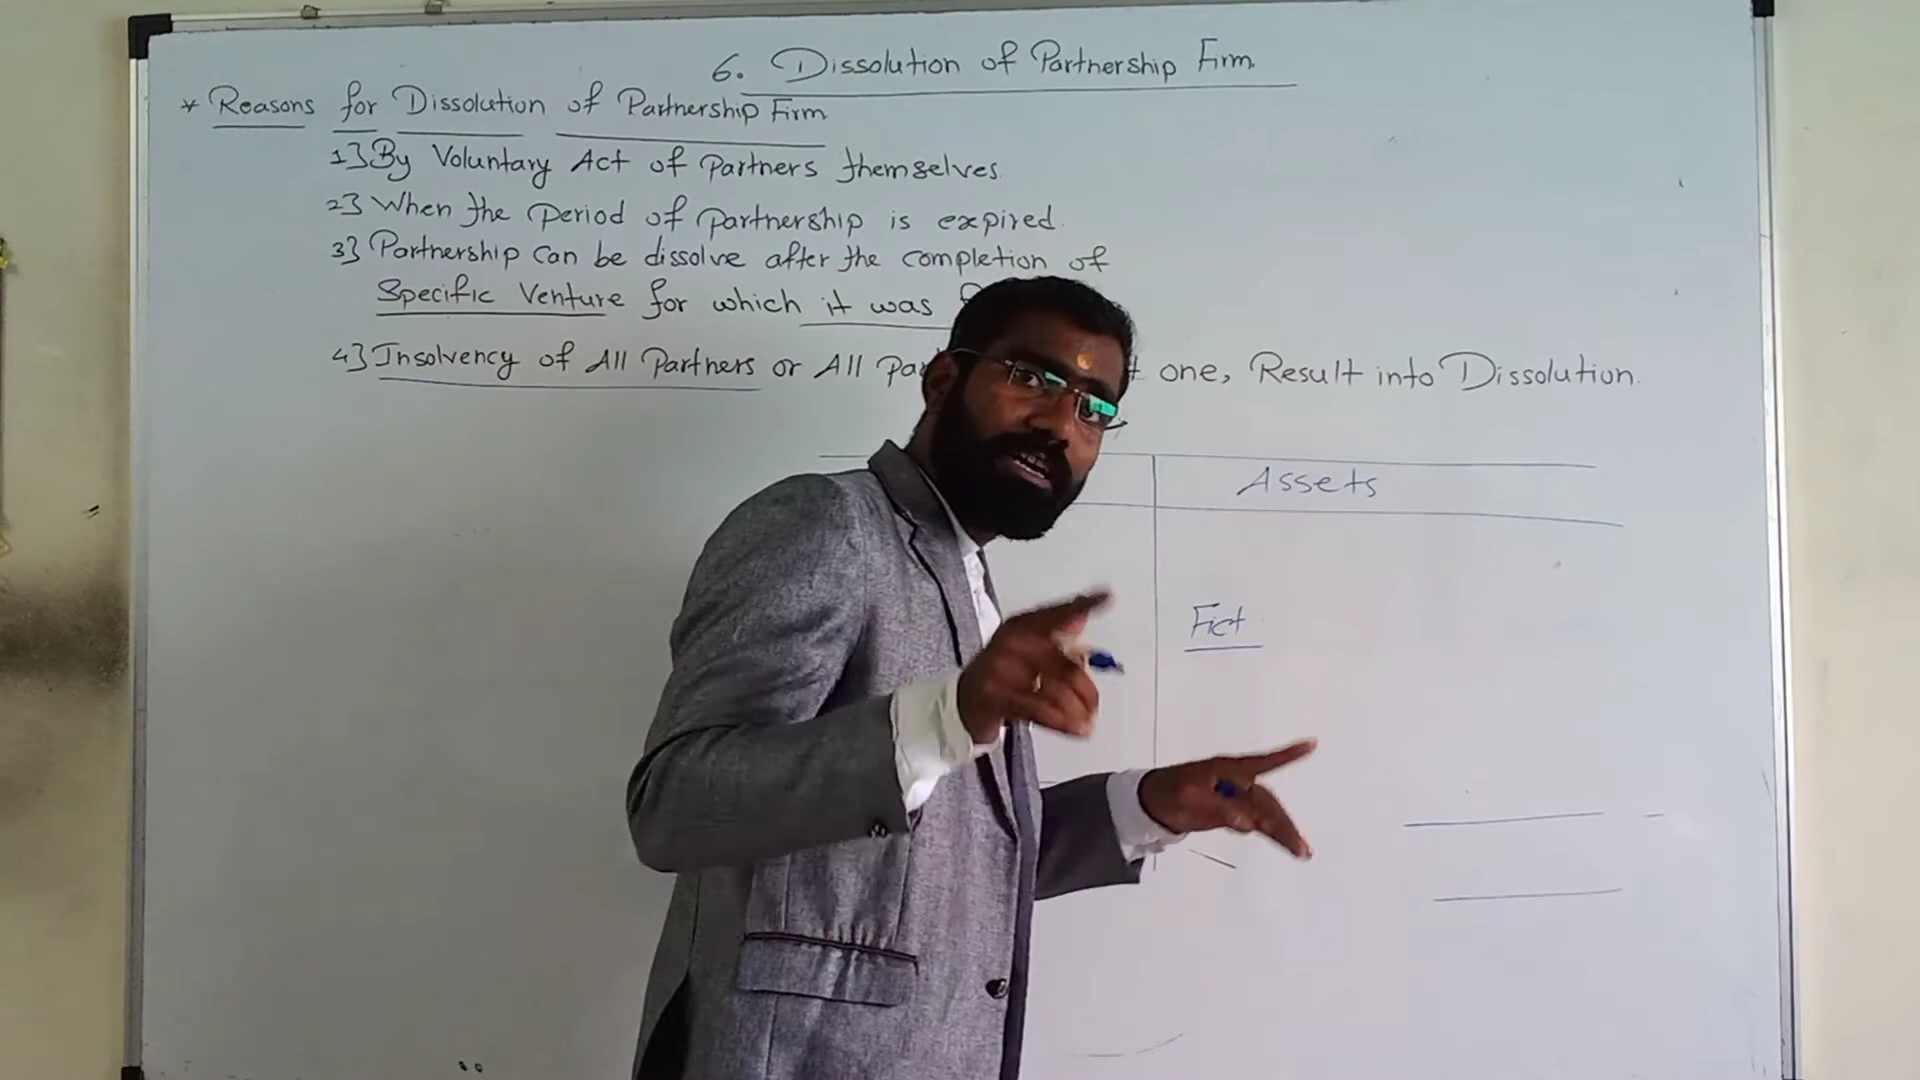 6. Dissolution of Partnership Firm
* Reasons for Dissolution of Partnership Firm
1] By Voluntary Act of Partners themselves.
2] When the period of partnership is expired.
3] Partnership can be dissolve after the completion of
Specific Venture for which it was
4] Insolvency of All Partners or All one, Result into Dissolution.
Assets
Fict